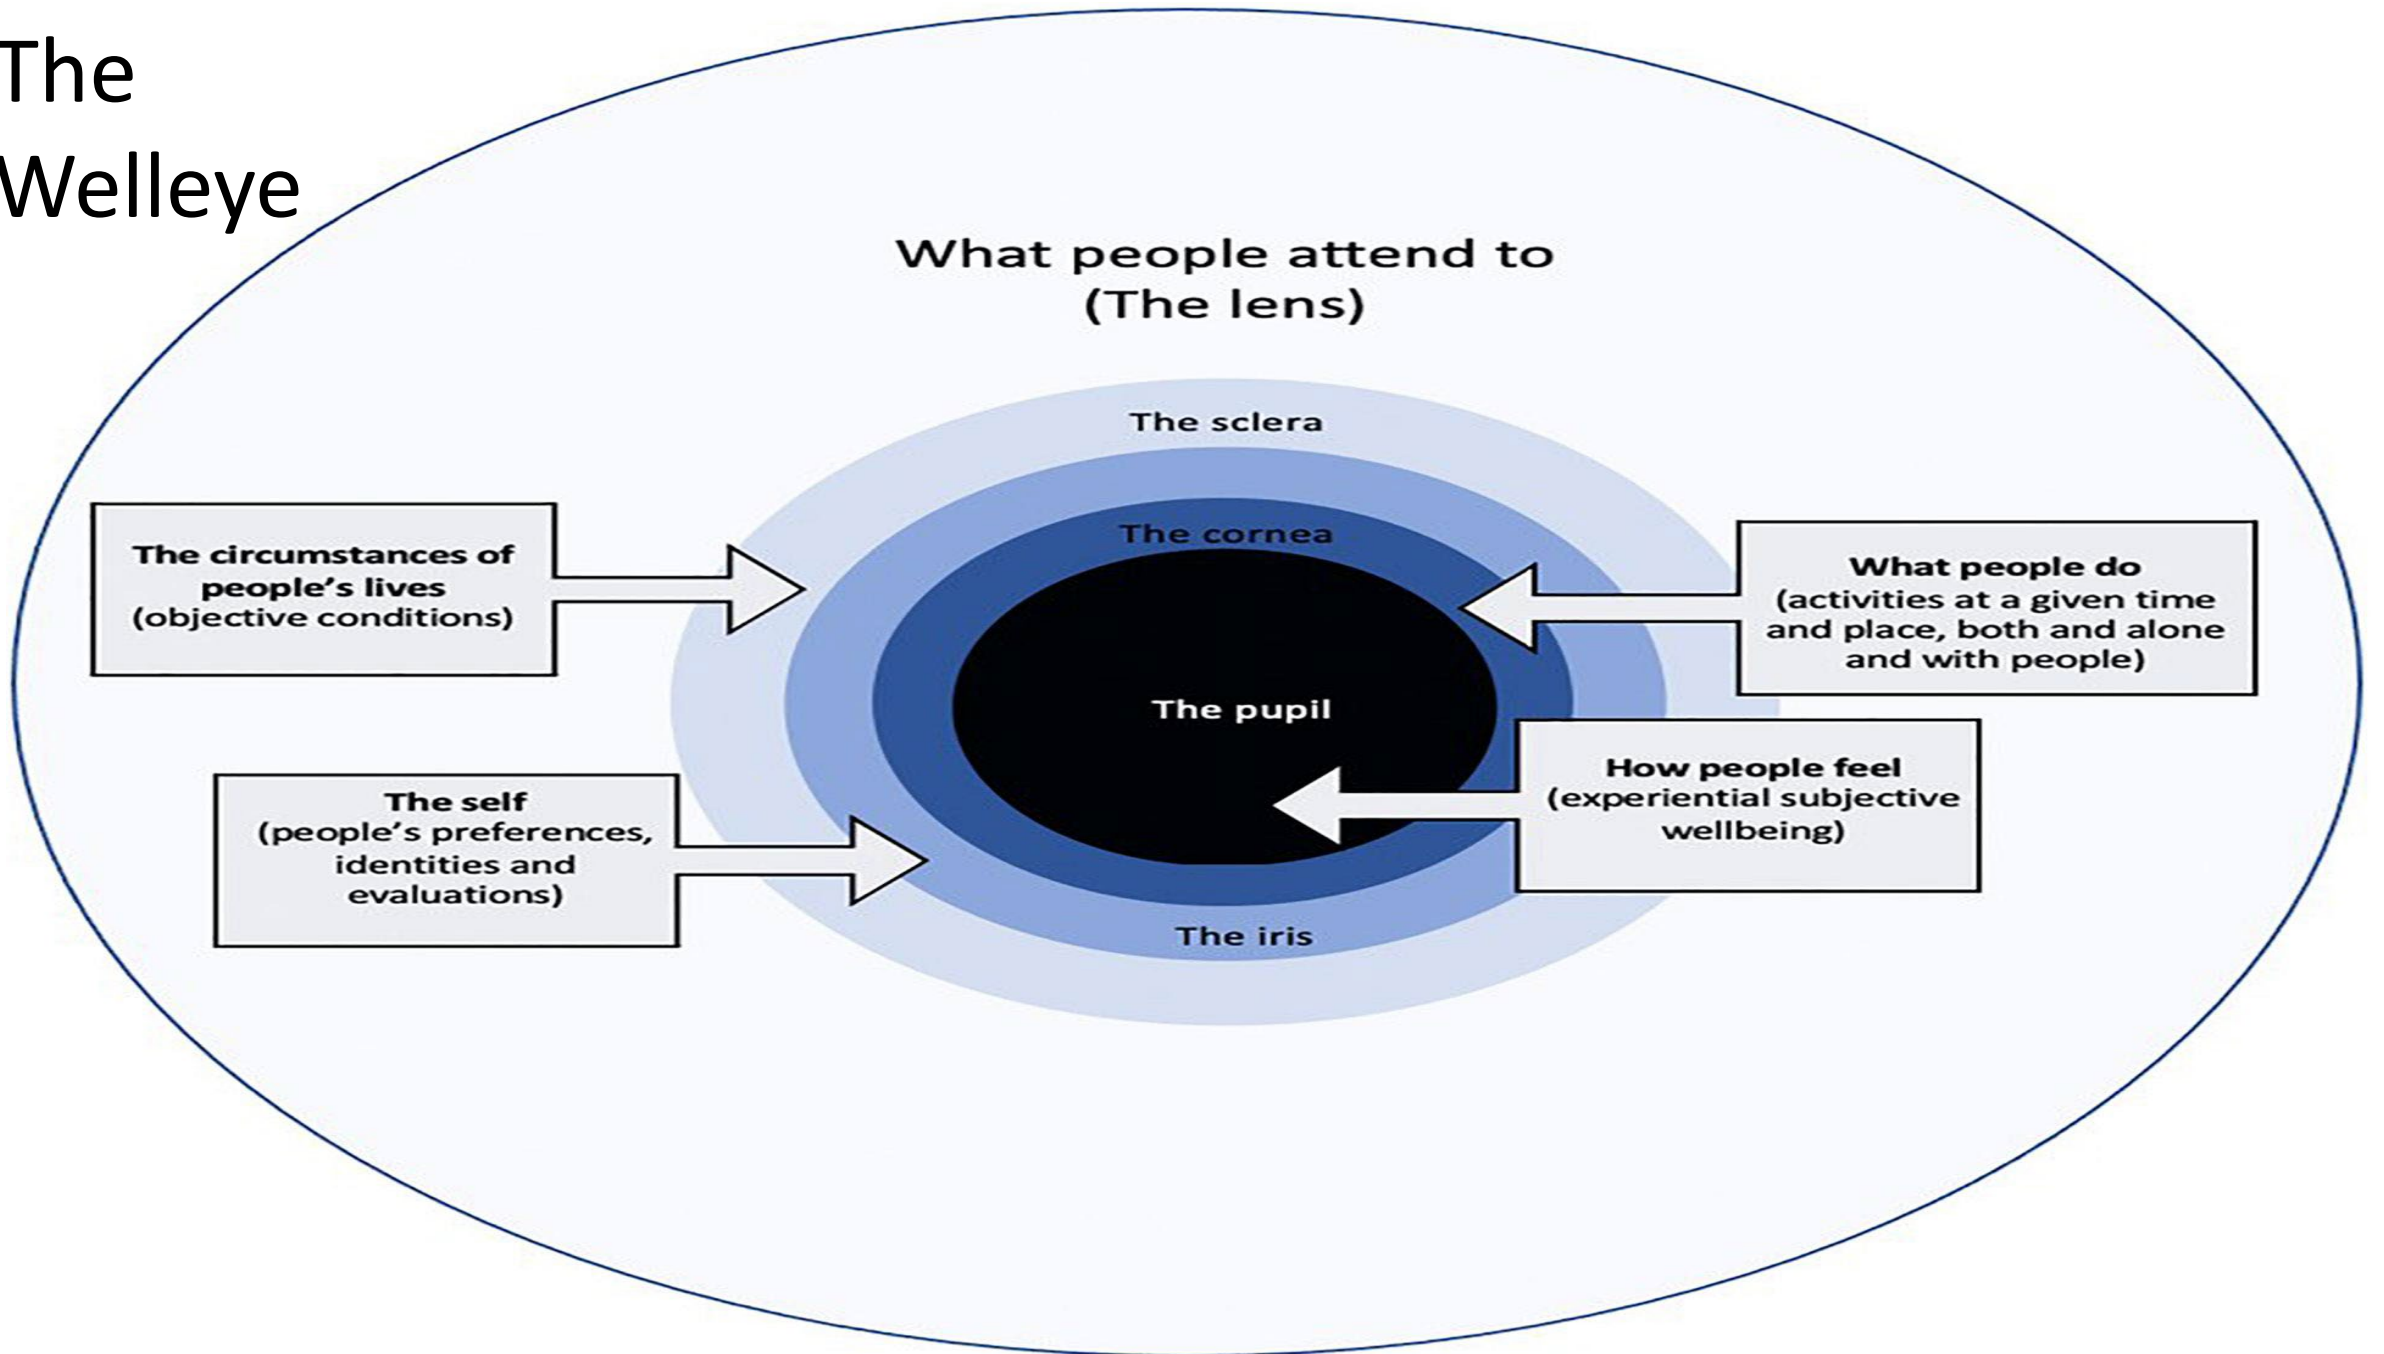 The
Welleye
What people attend to
(The lens)
The sclera
The cornea
The circumstances of
people's lives
(objective conditions)
What people do
(activities at a given time
and place, both and alone
and with people)
The pupil
How people feel
(experiential subjective
wellbeing)
The self
(people's preferences,
identities and
evaluations)
The iris